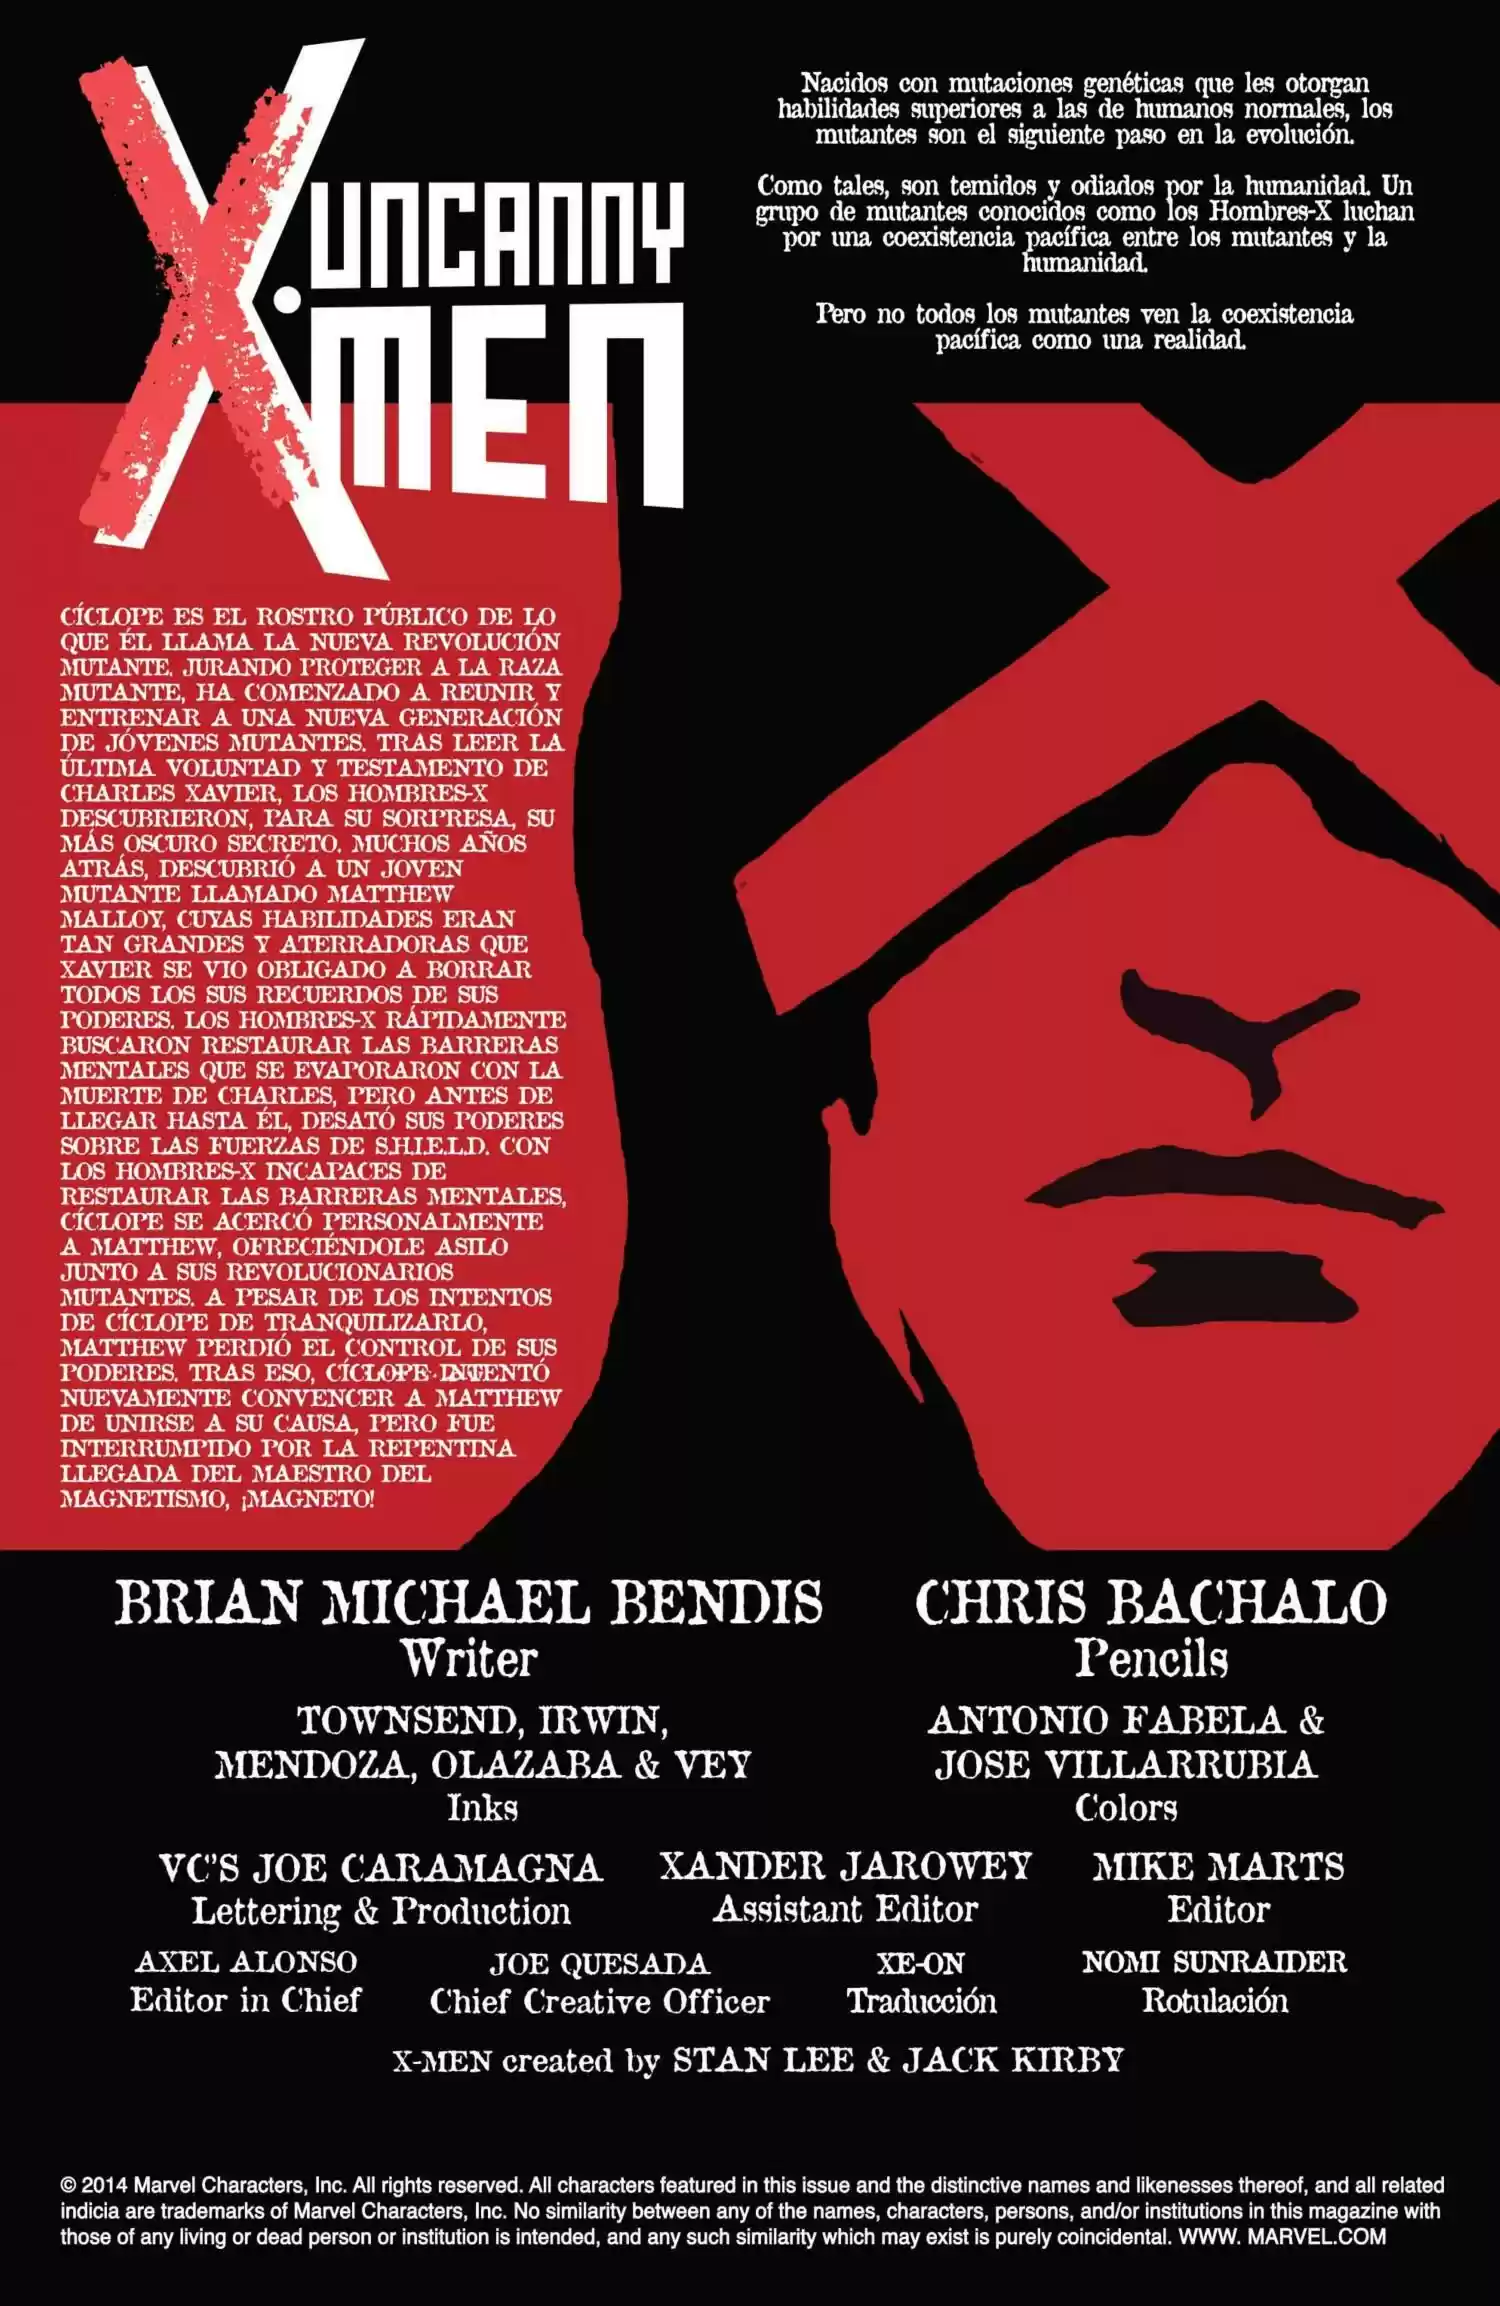 UNCANNY
X-MEN
Nacidos con mutaciones genéticas que les otorgan
habilidades superiores a las de humanos normales, los
mutantes son el siguiente paso en la evolución.
Como tales, son temidos y odiados por la humanidad. Un
grupo de mutantes conocidos como los Hombres-X luchan
por una coexistencia pacífica entre los mutantes y la
humanidad.
Pero no todos los mutantes ven la coexistencia
pacífica como una realidad.
CÍCLOPE ES EL ROSTRO PÚBLICO DE LO
QUE ÉL LLAMA LA NUEVA REVOLUCIÓN
MUTANTE. JURANDO PROTEGER A LA RAZA
MUTANTE, HA COMENZADO A REUNIR Y
ENTRENAR A UNA NUEVA GENERACIÓN
DE JÓVENES MUTANTES. TRAS LEER LA
ÚLTIMA VOLUNTAD Y TESTAMENTO DE
CHARLES XAVIER, LOS HOMBRES-X
DESCUBRIERON, PARA SU SORPRESA, SU
MÁS OSCURO SECRETO. MUCHOS AÑOS
ATRÁS, DESCUBRIÓ A UN JOVEN
MUTANTE LLAMADO MATTHEW
MALLOY, CUYAS HABILIDADES ERAN
TAN GRANDES Y ATERRADORAS QUE
XAVIER SE VIO OBLIGADO A BORRAR
TODOS LOS SUS RECUERDOS DE SUS
PODERES. LOS HOMBRES-X RÁPIDAMENTE
BUSCARON RESTAURAR LAS BARRERAS
MENTALES QUE SE EVAPORARON CON LA
MUERTE DE CHARLES, PERO ANTES DE
LLEGAR HASTA ÉL, DESATÓ SUS PODERES
SOBRE LAS FUERZAS DE S.H.I.E.L.D. CON
LOS HOMBRES-X INCAPACES DE
RESTAURAR LAS BARRERAS MENTALES,
CÍCLOPE SE ACERCÓ PERSONALMENTE
A MATTHEW, OFRECIÉNDOLE ASILO
JUNTO A SUS REVOLUCIONARIOS
MUTANTES. A PESAR DE LOS INTENTOS
DE CÍCLOPE DE TRANQUILIZARLO,
MATTHEW PERDIÓ EL CONTROL DE SUS
PODERES. TRAS ESO, CÍCLOPE INTENTÓ
NUEVAMENTE CONVENCER A MATTHEW
DE UNIRSE A SU CAUSA, PERO FUE
INTERRUMPIDO POR LA REPENTINA
LLEGADA DEL MAESTRO DEL
MAGNETISMO, ¡MAGNETO!
BRIAN MICHAEL BENDIS
Writer
CHRIS BACHALO
Pencils
TOWNSEND, IRWIN,
MENDOZA, OLAZABA & VEY
Inks
ANTONIO FABELA &
JOSE VILLARRUBIA
Colors
VC'S JOE CARAMAGNA
Lettering & Production
XANDER JAROWEY
Assistant Editor
MIKE MARTS
Editor
AXEL ALONSO
Editor in Chief
JOE QUESADA
Chief Creative Officer
XE-ON
Traducción
NOMI SUNRAIDER
Rotulación
X-MEN created by STAN LEE & JACK KIRBY
© 2014 Marvel Characters, Inc. All rights reserved. All characters featured in this issue and the distinctive names and likenesses thereof, and all related
indicia are trademarks of Marvel Characters, Inc. No similarity between any of the names, characters, persons, and/or institutions in this magazine with
those of any living or dead person or institution is intended, and any such similarity which may exist is purely coincidental. WWW. MARVEL.COM